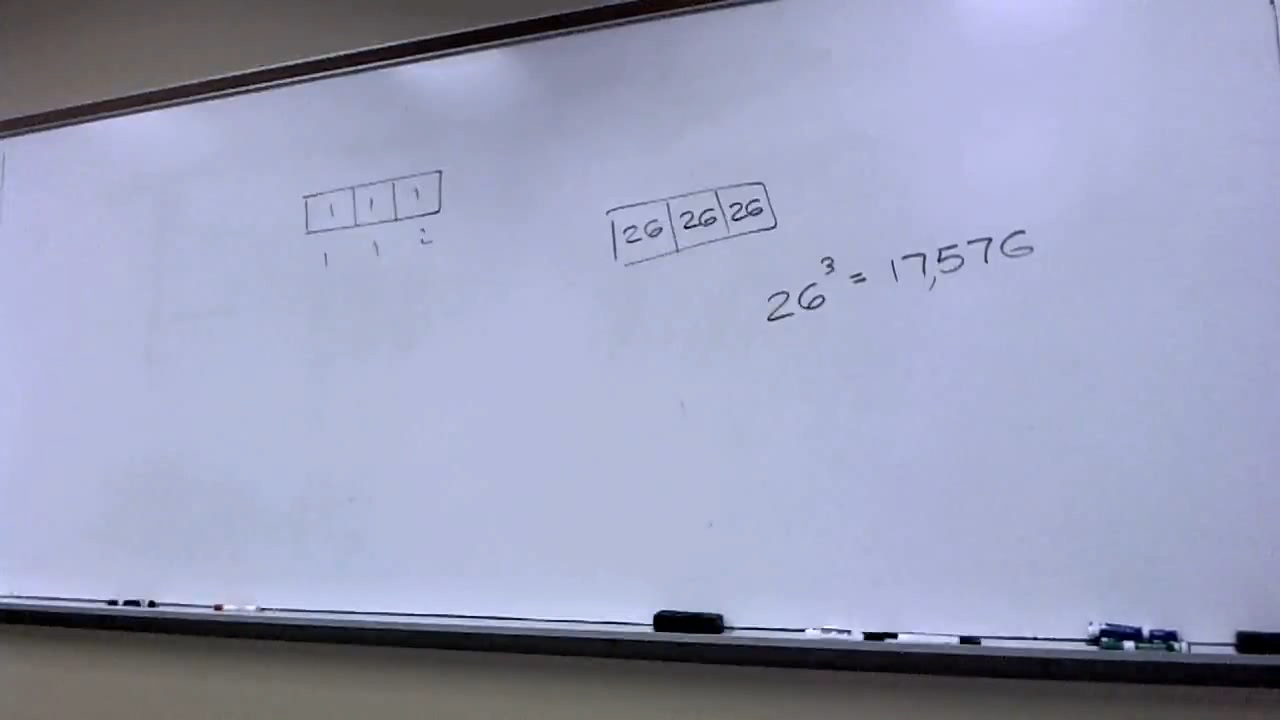 1 1 1
1 1 2
26 26 26
26³ = 17,576